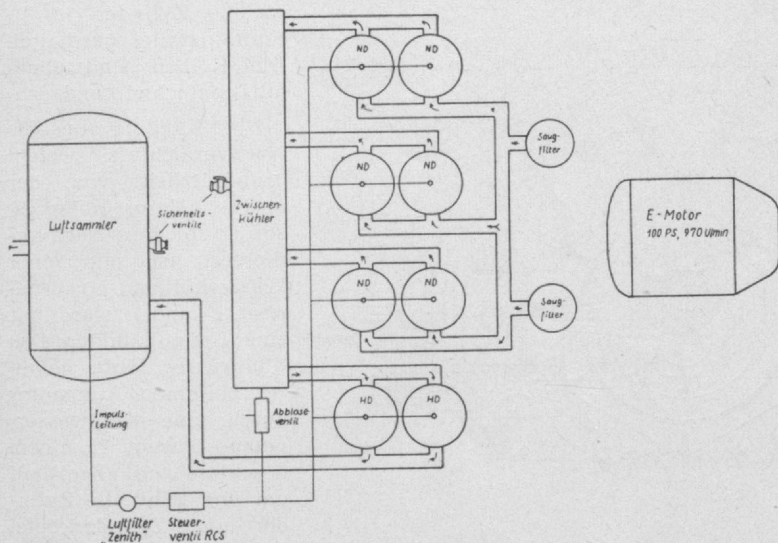 ND
ND
Saug-
filter
ND
ND
Luftsammler
Sicherheits-
ventile
Zwischen-
kühler
E-Motor
100 PS, 970 U/min
ND
ND
Saug-
filter
HD
HD
Impuls-
Leitung
Abblase
ventil
Luftfilter
"Zenith"
Steuer-
ventil RCS